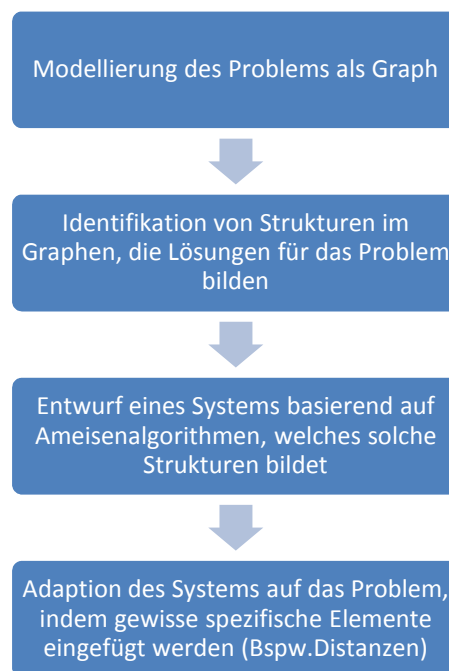 Modellierung des Problems als Graph
Identifikation von Strukturen im
Graphen, die Lösungen für das Problem
bilden
Entwurf eines Systems basierend auf
Ameisenalgorithmen, welches solche
Strukturen bildet
Adaption des Systems auf das Problem,
indem gewisse spezifische Elemente
eingefügt werden (Bspw.Distanzen)